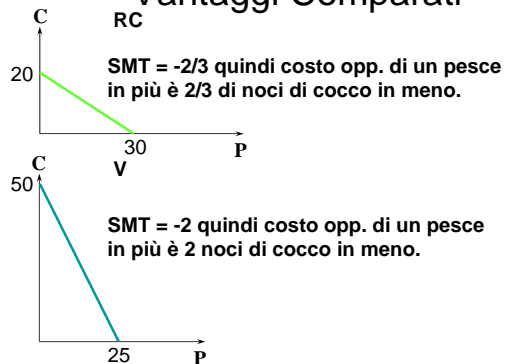 Vantaggi Comparati
C
RC
20
SMT = -2/3 quindi costo opp. di un pesce
in più è 2/3 di noci di cocco in meno.
30
P
C
V
50
SMT = -2 quindi costo opp. di un pesce
in più è 2 noci di cocco in meno.
25
P